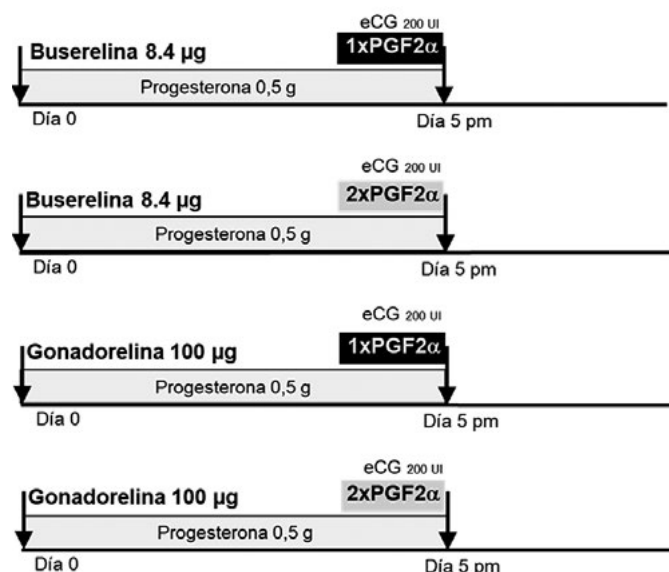 eCG 200 UI
Buserelina 8.4 µg 1xPGF2α
Progesterona 0,5 g
Día 0 Día 5 pm
eCG 200 UI
Buserelina 8.4 µg 2xPGF2α
Progesterona 0,5 g
Día 0 Día 5 pm
eCG 200 UI
Gonadorelina 100 µg 1xPGF2α
Progesterona 0,5 g
Día 0 Día 5 pm
eCG 200 UI
Gonadorelina 100 µg 2xPGF2α
Progesterona 0,5 g
Día 0 Día 5 pm